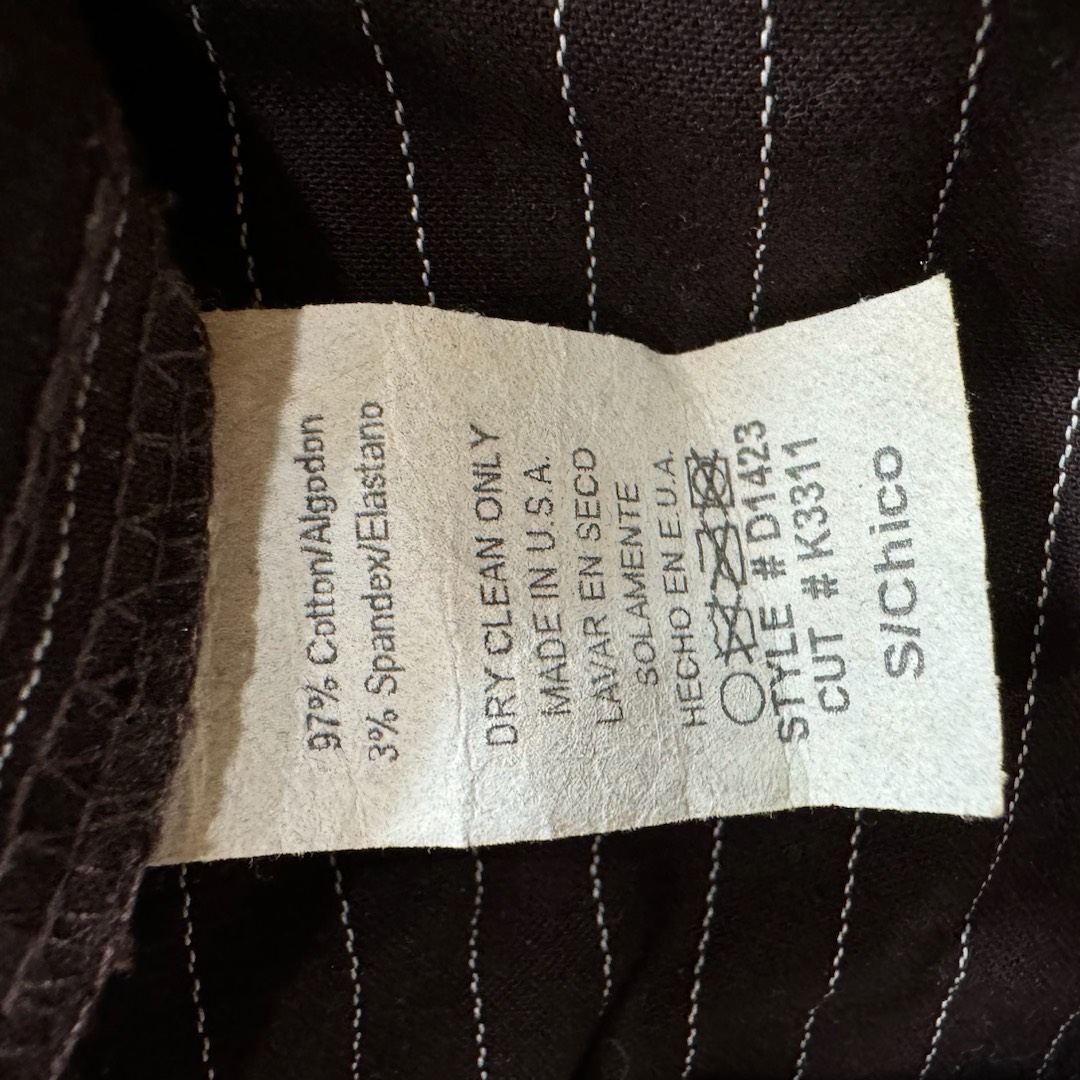 97% Cotton/Algodon
3% Spandex/Elastano
DRY CLEAN ONLY
MADE IN U.S.A.
LAVAR EN SECO
SOLAMENTE
HECHO EN E.U.A.
STYLE # D1423
CUT # K3311
S/Chico